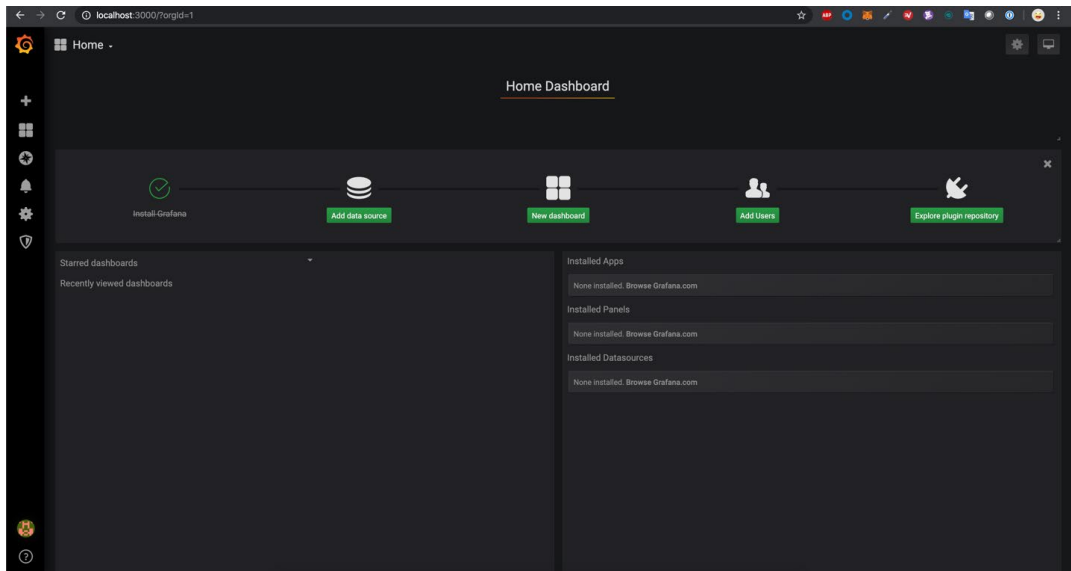 localhost:3000/?orgId=1
ABP
Home
Home Dashboard
Install Grafana
Add data source
New dashboard
Add Users
Explore plugin repository
Starred dashboards
Recently viewed dashboards
Installed Apps
None installed. Browse Grafana.com
Installed Panels
None installed. Browse Grafana.com
Installed Datasources
None installed. Browse Grafana.com